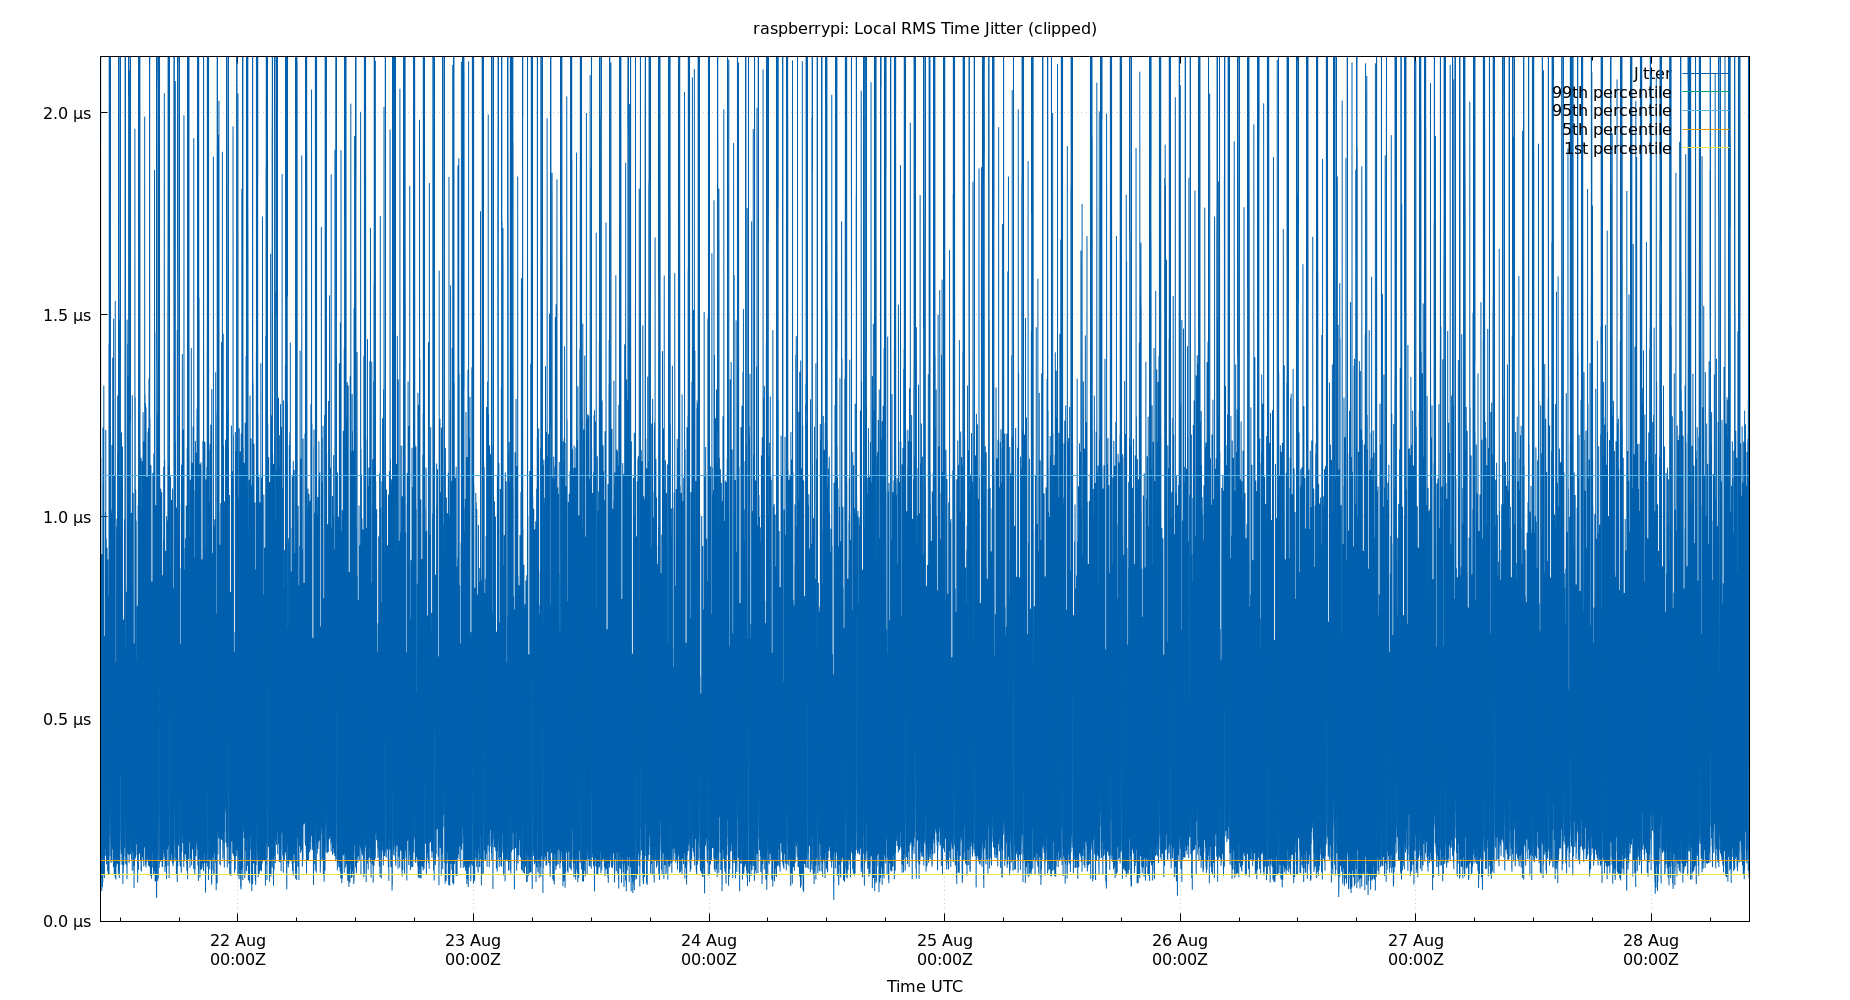 raspberrypi: Local RMS Time Jitter (clipped)
Jitter
99th percentile
95th percentile
5th percentile
1st percentile
2.0 μs
1.5 μs
1.0 μs
0.5 μs
0.0 μs
22 Aug 23 Aug 24 Aug 25 Aug 26 Aug 27 Aug 28 Aug
00:00Z 00:00Z 00:00Z 00:00Z 00:00Z 00:00Z 00:00Z
Time UTC